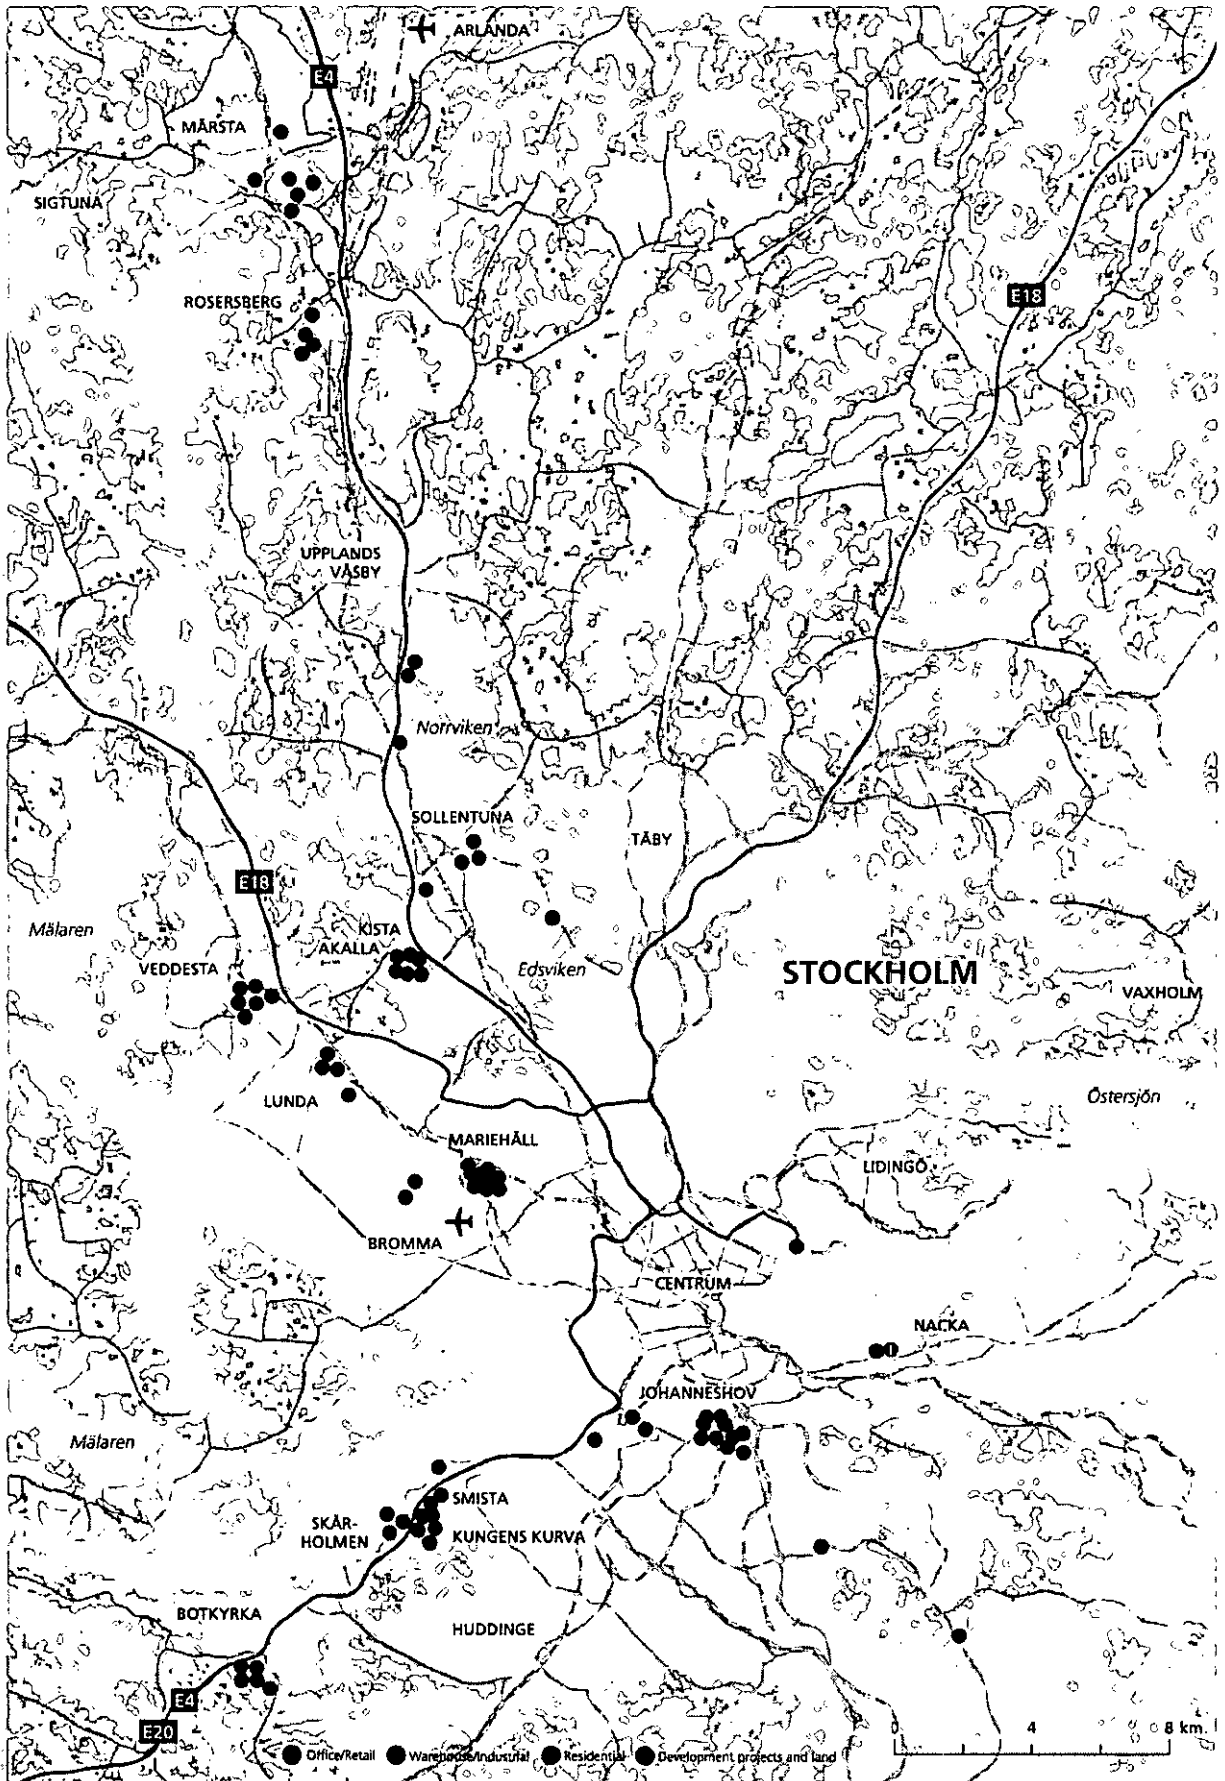 ARLANDA
E4
MÄRSTA
SIGTUNA
ROSERSBERG
E18
UPPLANDS
VÄSBY
Norrviken
SOLLENTUNA
TÄBY
E18
Mälaren
KISTA
AKALLA
VEDDESTA
Edsviken
STOCKHOLM
VAXHOLM
LUNDA
Östersjön
MARIEHÄLL
LIDINGÖ
BROMMA
CENTRUM
NACKA
JOHANNESHOV
Mälaren
SMISTA
SKÄR-
HOLMEN
KUNGENS KURVA
BOTKYRKA
HUDDINGE
E4
E20
0 4 8 km
Office/Retail Warehouse/Industrial Residential Development projects and land